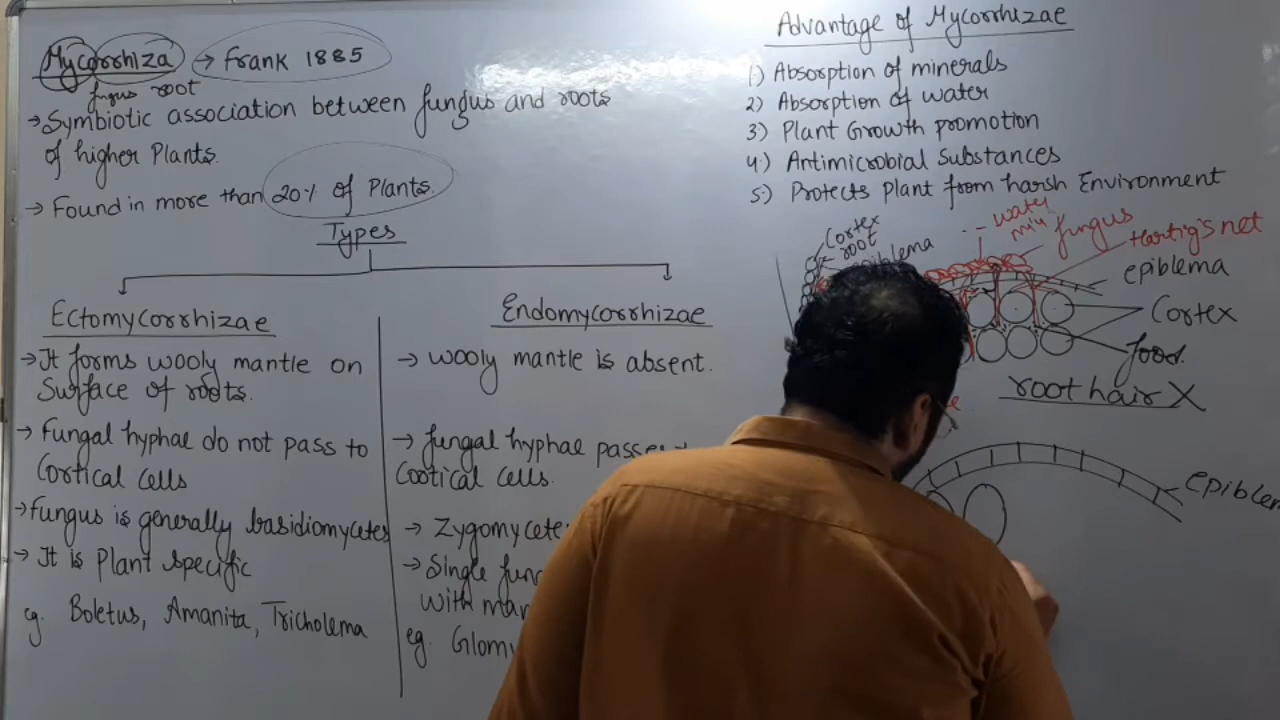 Mycorrhiza → Frank 1885
fungus root
→ Symbiotic association between fungus and roots
of higher Plants.
→ Found in more than 20% of Plants.
Types
Ectomycorrhizae
→ It forms wooly mantle on
Surface of roots.
→ Fungal hyphae do not pass to
Cortical cells
→ Fungus is generally basidiomycetes
→ It is Plant specific
eg. Boletus, Amanita, Tricholema
Endomycorrhizae
→ wooly mantle is absent.
→ fungal hyphae passes
Cortical cells.
→ Zygomycete
→ Single
with
eg.
Advantage of Mycorrhizae
1) Absorption of minerals
2) Absorption of water
3) Plant Growth promotion
4) Antimicrobial Substances
5) Protects Plant from harsh Environment
Cortex
root
water
min
fungus
Hartig's net
epiblema
Cortex
food.
root hair X